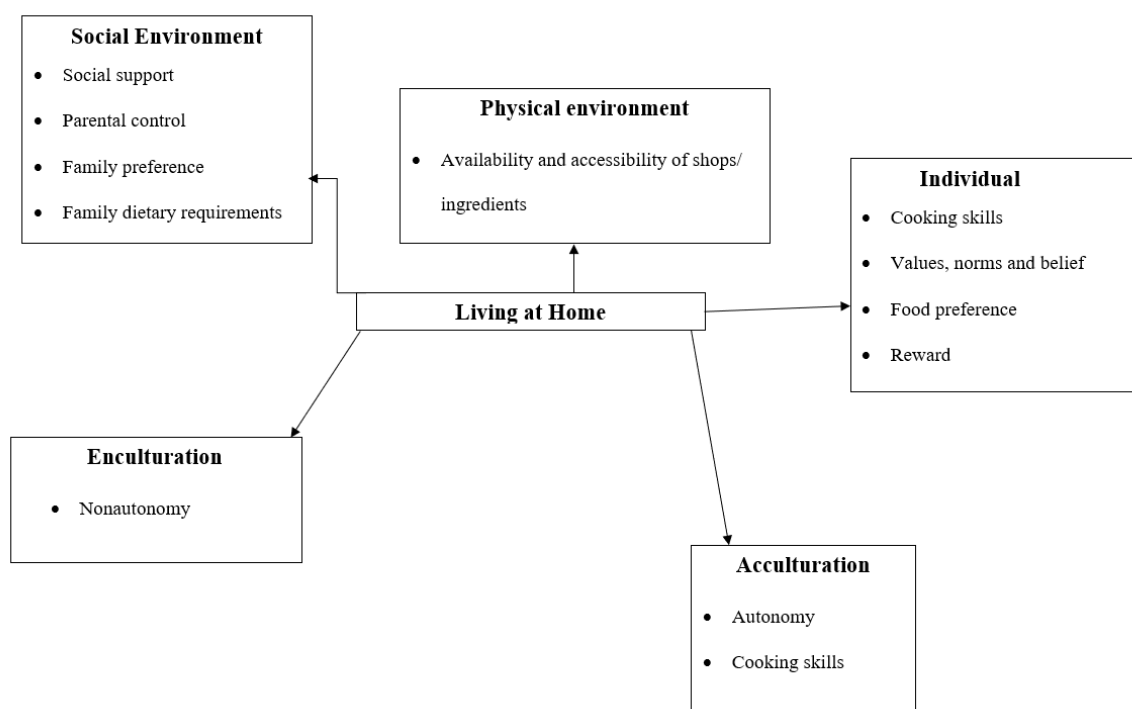 Social Environment
• Social support
• Parental control
• Family preference
• Family dietary requirements
Physical environment
• Availability and accessibility of shops/
ingredients
Individual
• Cooking skills
• Values, norms and belief
• Food preference
• Reward
Living at Home
Enculturation
• Nonautonomy
Acculturation
• Autonomy
• Cooking skills